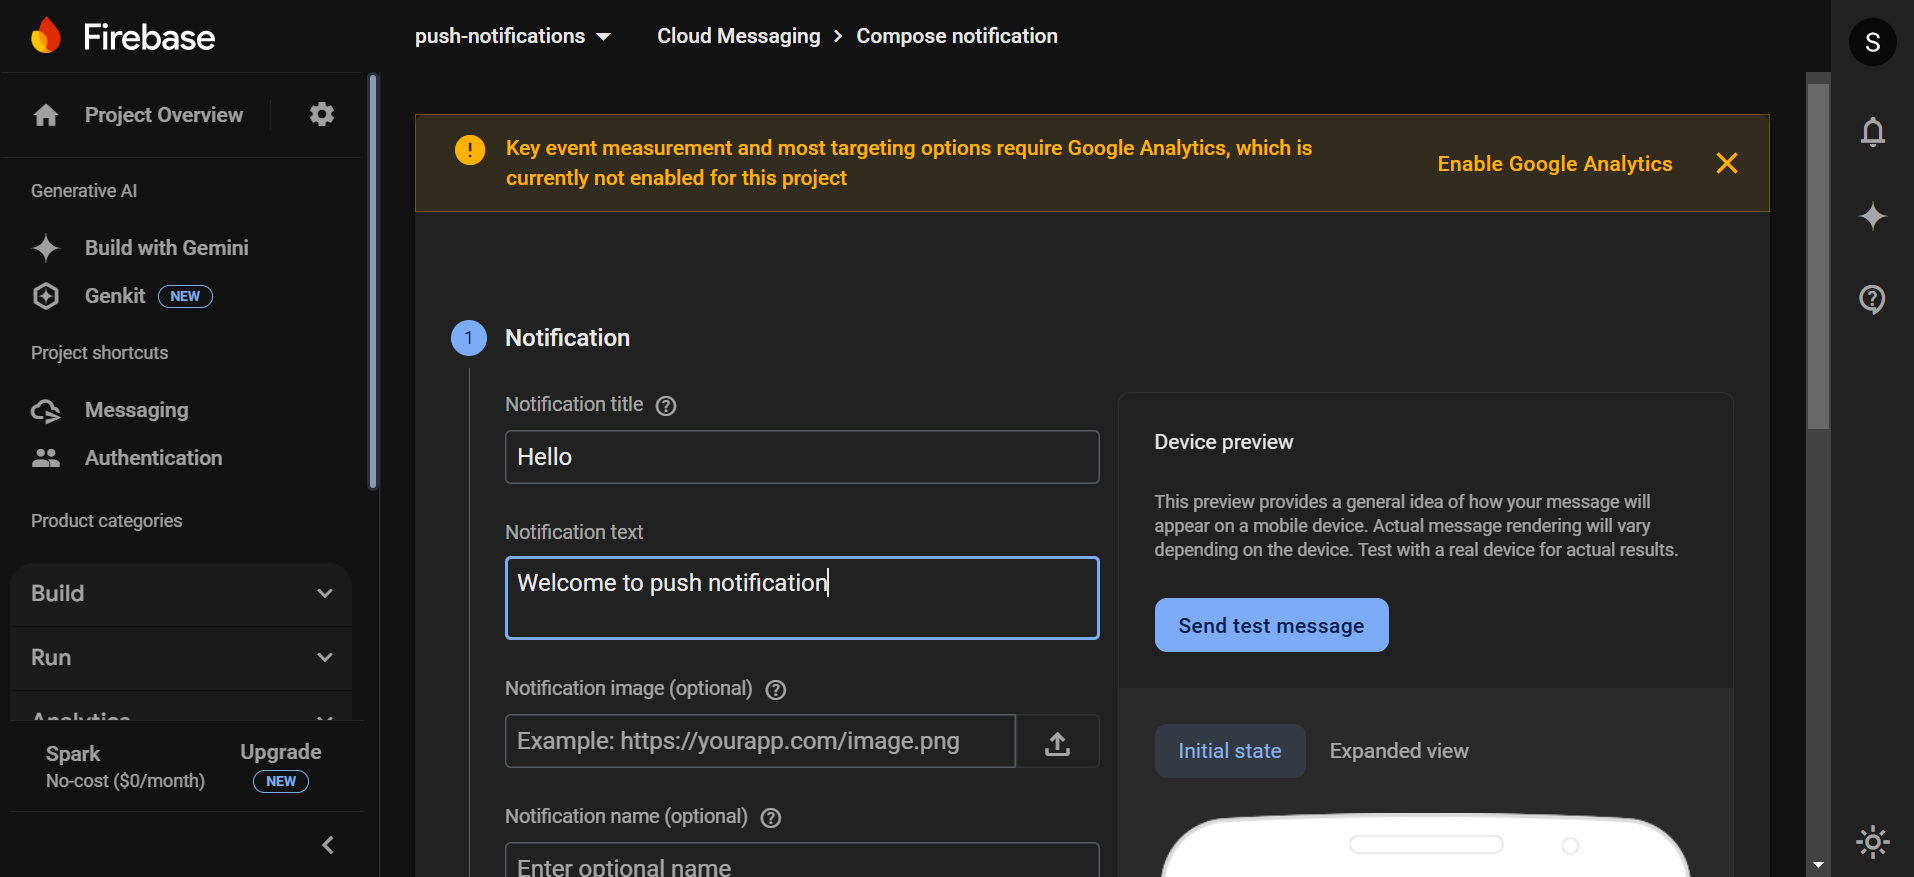 Firebase
push-notifications
Cloud Messaging
Compose notification
S
Project Overview
Generative AI
Build with Gemini
Genkit
NEW
Project shortcuts
Messaging
Authentication
Product categories
Build
Run
Analytics
Spark
No-cost ($0/month)
Upgrade
NEW
Key event measurement and most targeting options require Google Analytics, which is
currently not enabled for this project
Enable Google Analytics
1
Notification
Notification title
Hello
Notification text
Welcome to push notification
Notification image (optional)
Example: https://yourapp.com/image.png
Notification name (optional)
Enter optional name
Device preview
This preview provides a general idea of how your message will
appear on a mobile device. Actual message rendering will vary
depending on the device. Test with a real device for actual results.
Send test message
Initial state
Expanded view